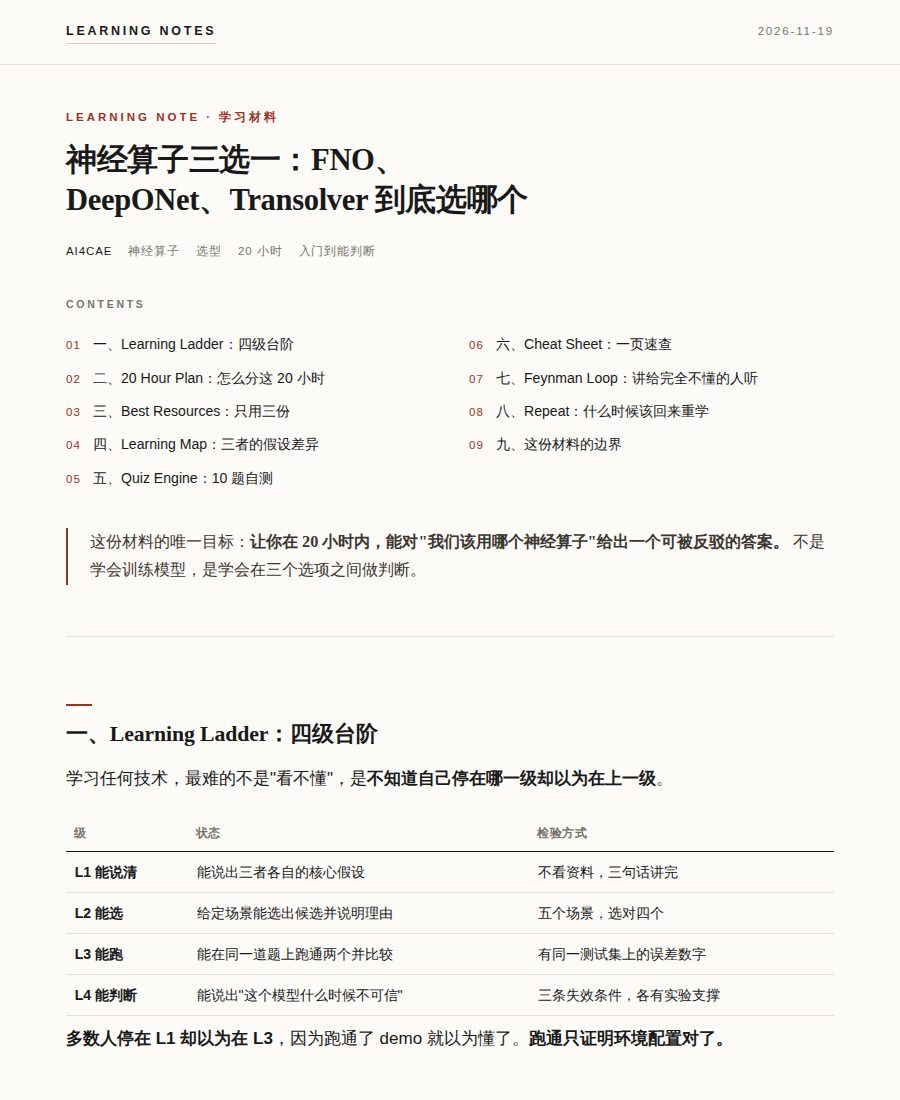 LEARNING NOTES
2026-11-19
LEARNING NOTE · 学习材料
神经算子三选一：FNO、
DeepONet、Transolver 到底选哪个
AI4CAE 神经算子 选型 20 小时 入门到能判断
CONTENTS
01 一、Learning Ladder：四级台阶
02 二、20 Hour Plan：怎么分这 20 小时
03 三、Best Resources：只用三份
04 四、Learning Map：三者的假设差异
05 五、Quiz Engine：10 题自测
06 六、Cheat Sheet：一页速查
07 七、Feynman Loop：讲给完全不懂的人听
08 八、Repeat：什么时候该回来重学
09 九、这份材料的边界
这份材料的唯一目标：让你在 20 小时内，能对"我们该用哪个神经算子"给出一个可被反驳的答案。 不是
学会训练模型，是学会在三个选项之间做判断。
一、Learning Ladder：四级台阶
学习任何技术，最难的不是"看不懂"，是不知道自己停在哪一级却以为在上一级。
级 状态 检验方式
L1 能说清 能说出三者各自的核心假设 不看资料，三句话讲完
L2 能选 给定场景能选出候选并说明理由 五个场景，选对四个
L3 能跑 能在同一道题上跑通两个并比较 有同一测试集上的误差数字
L4 能判断 能说出"这个模型什么时候不可信" 三条失效条件，各有实验支撑
多数人停在 L1 却以为在 L3，因为跑通了 demo 就以为懂了。跑通只证明环境配置对了。